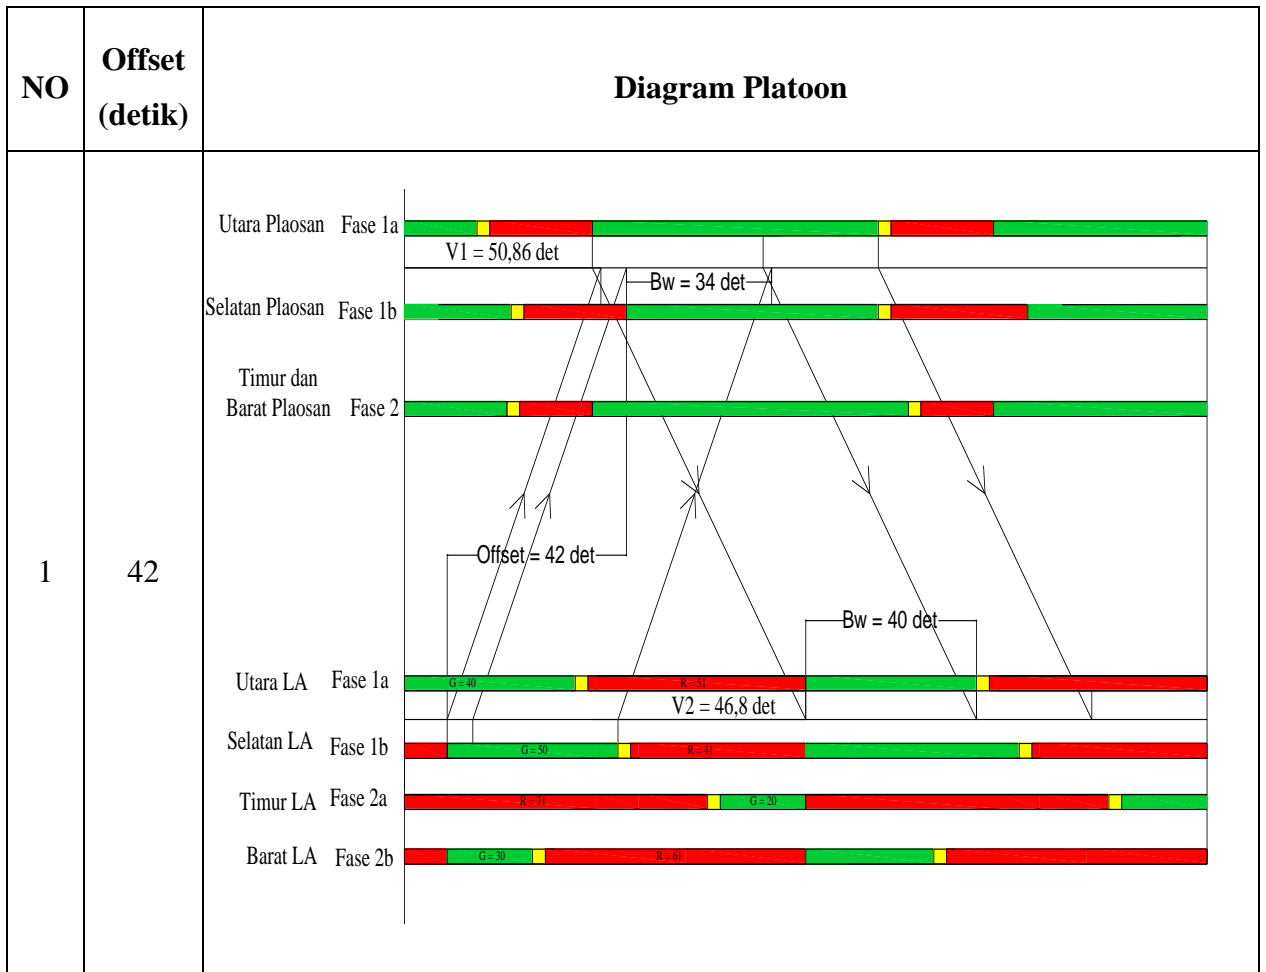 NO
Offset
(detik)
Diagram Platoon
1
42
Utara Plaosan Fase 1a
V1 = 50,86 det
Bw = 34 det
Selatan Plaosan Fase 1b
Timur dan
Barat Plaosan Fase 2
Offset = 42 det
Bw = 40 det
Utara LA Fase 1a
G = 40
R = 51
V2 = 46,8 det
Selatan LA Fase 1b
G = 50
R = 41
Timur LA Fase 2a
R = 71
G = 20
Barat LA Fase 2b
G = 30
R = 61